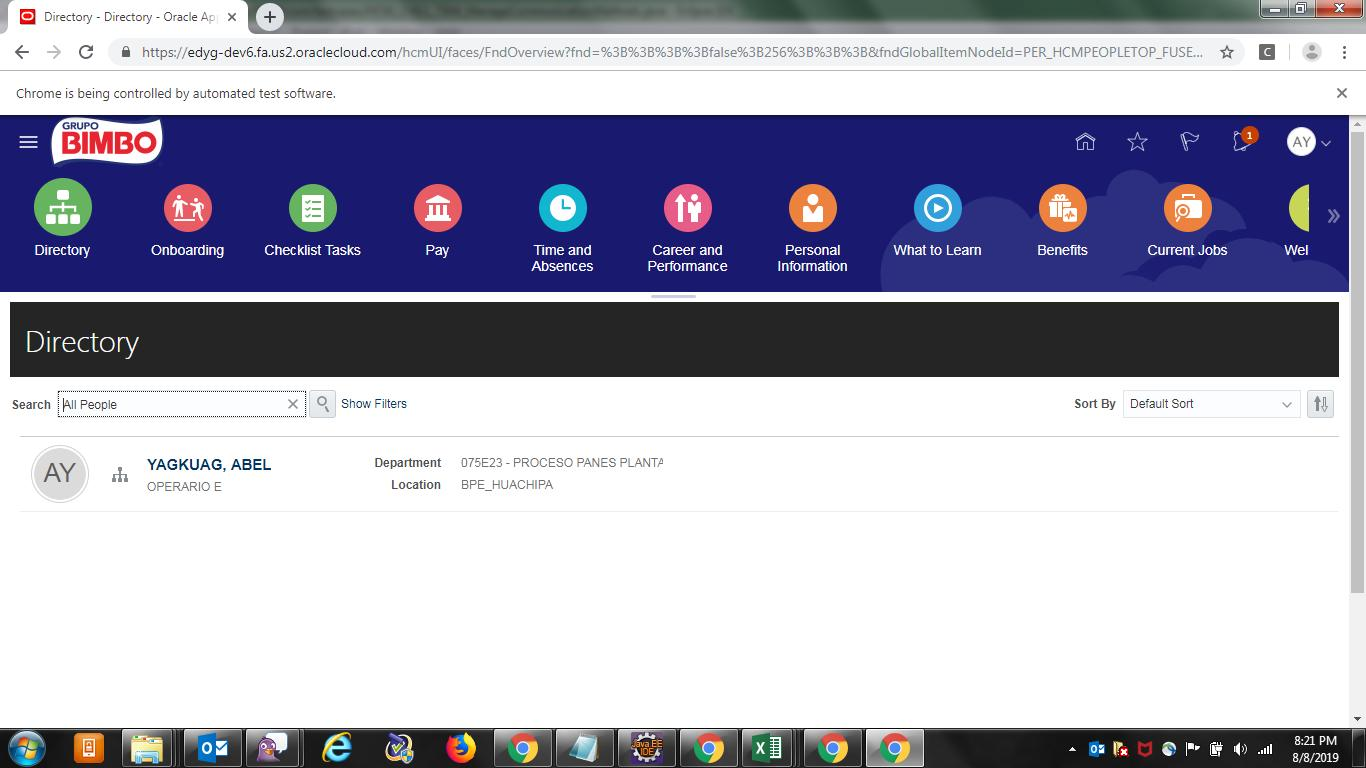 Directory - Directory - Oracle Ap
https://edyg-dev6.fa.us2.oraclecloud.com/hcmUI/faces/FndOverview?fnd=%3B%3B%3B%3Bfalse%3B256%3B%3B%3B&fndGlobalItemNodeId=PER_HCMPEOPLETOP_FUSE...
C
Chrome is being controlled by automated test software.
GRUPO
BIMBO
1
AY
Directory
Onboarding
Checklist Tasks
Pay
Time and
Absences
Career and
Performance
Personal
Information
What to Learn
Benefits
Current Jobs
Wel
Directory
Search All People Show Filters Sort By Default Sort
AY
YAGKUAG, ABEL
OPERARIO E
Department 075E23 - PROCESO PANES PLANTA
Location BPE_HUACHIPA
Java EE
IDE
8:21 PM
8/8/2019